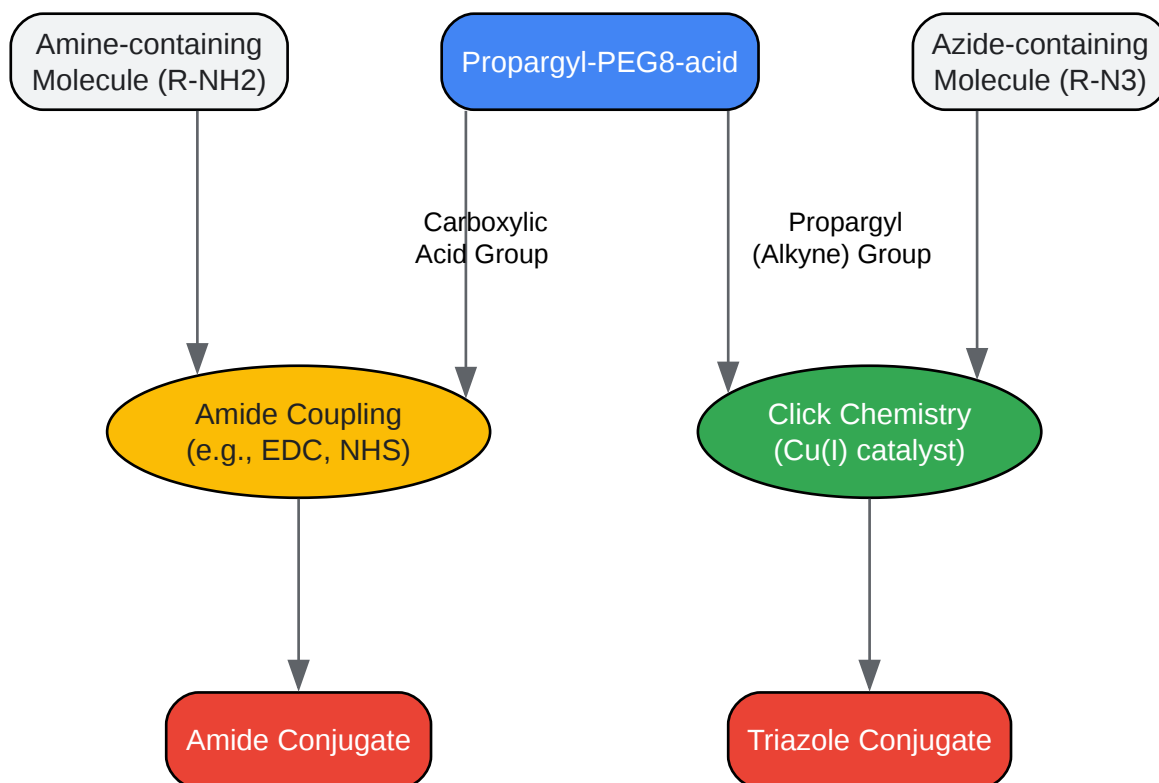 Amine-containing
Molecule (R-NH2)
Propargyl-PEG8-acid
Azide-containing
Molecule (R-N3)
Carboxylic
Acid Group
Propargyl
(Alkyne) Group
Amide Coupling
(e.g., EDC, NHS)
Click Chemistry
(Cu(I) catalyst)
Amide Conjugate
Triazole Conjugate